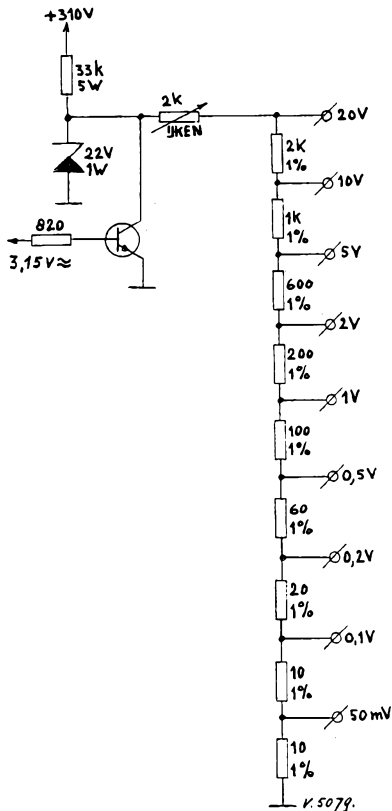 +310V
33k
5W
2k
IJKEN
20V
22V
1W
2K
1%
10V
820
3,15V≈
1K
1%
5V
600
1%
2V
200
1%
1V
100
1%
0,5V
60
1%
0,2V
20
1%
0,1V
10
1%
50mV
10
1%
V.5079.